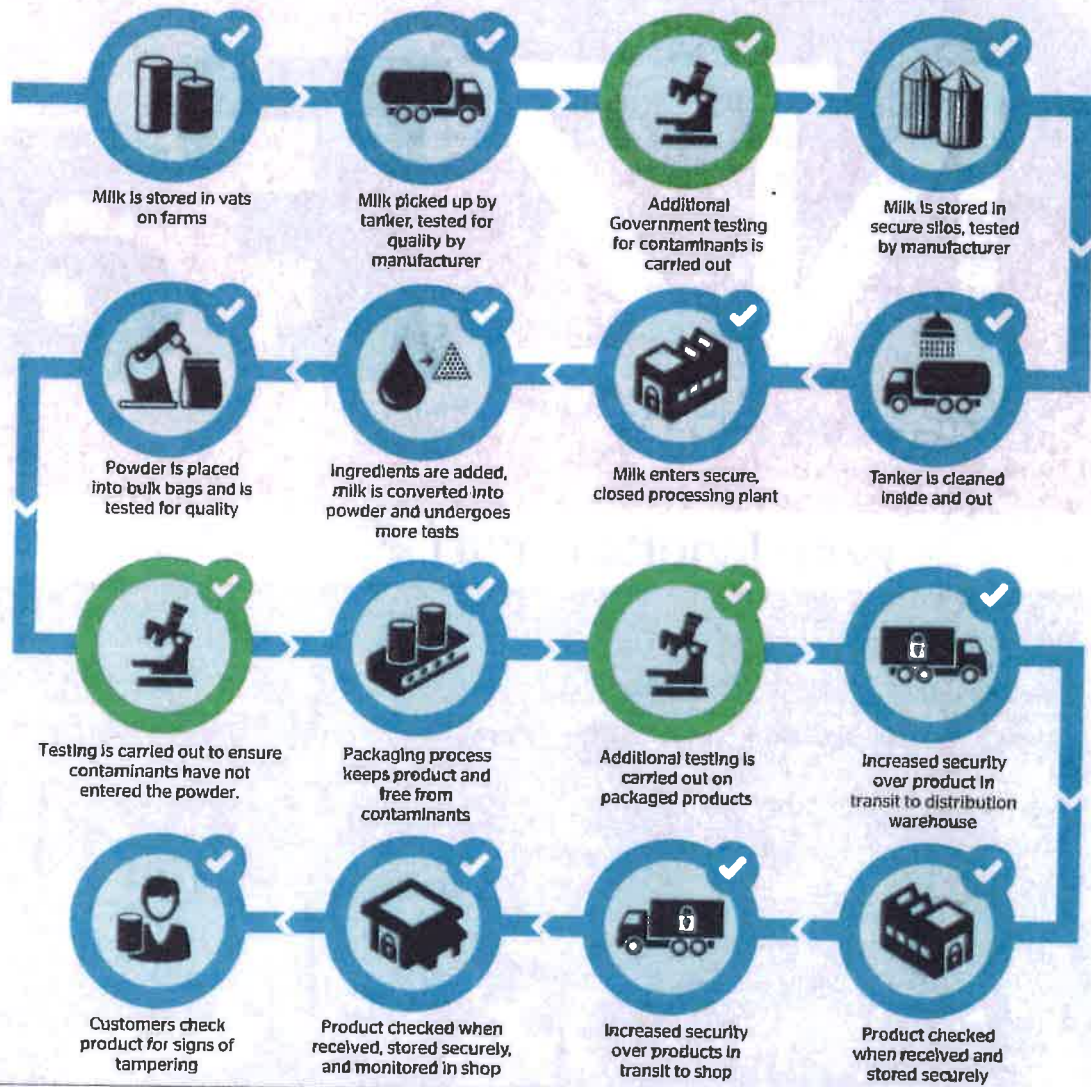 Milk is stored in vats
on farms
Milk picked up by
tanker, tested for
quality by
manufacturer
Additional
Government testing
for contaminants is
carried out
Milk is stored in
secure silos, tested
by manufacturer
Powder is placed
into bulk bags and is
tested for quality
Ingredients are added,
milk is converted into
powder and undergoes
more tests
Milk enters secure,
closed processing plant
Tanker is cleaned
inside and out
Testing is carried out to ensure
contaminants have not
entered the powder.
Packaging process
keeps product and
free from
contaminants
Additional testing is
carried out on
packaged products
Increased security
over product in
transit to distribution
warehouse
Customers check
product for signs of
tampering
Product checked when
received, stored securely,
and monitored in shop
Increased security
over products in
transit to shop
Product checked
when received and
stored securely